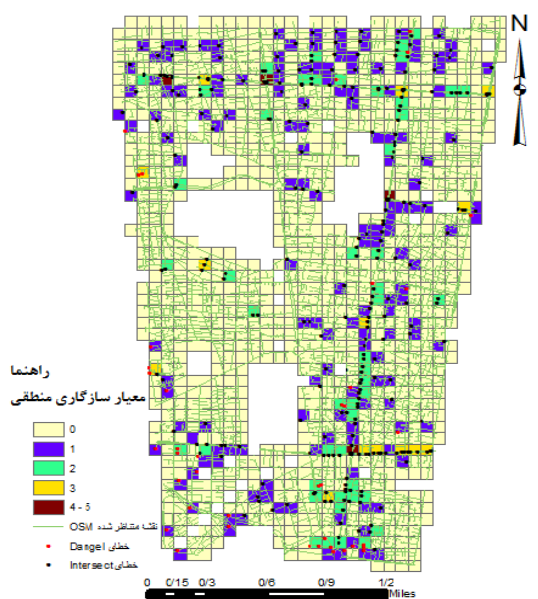 N
راهنما
معیار سازگاری منطقی
0
1
2
3
4 - 5
نقشه متناظر شده OSM
خطای Dangel
خطای Intersect
0 0/15 0/3 0/6 0/9 1/2
Miles